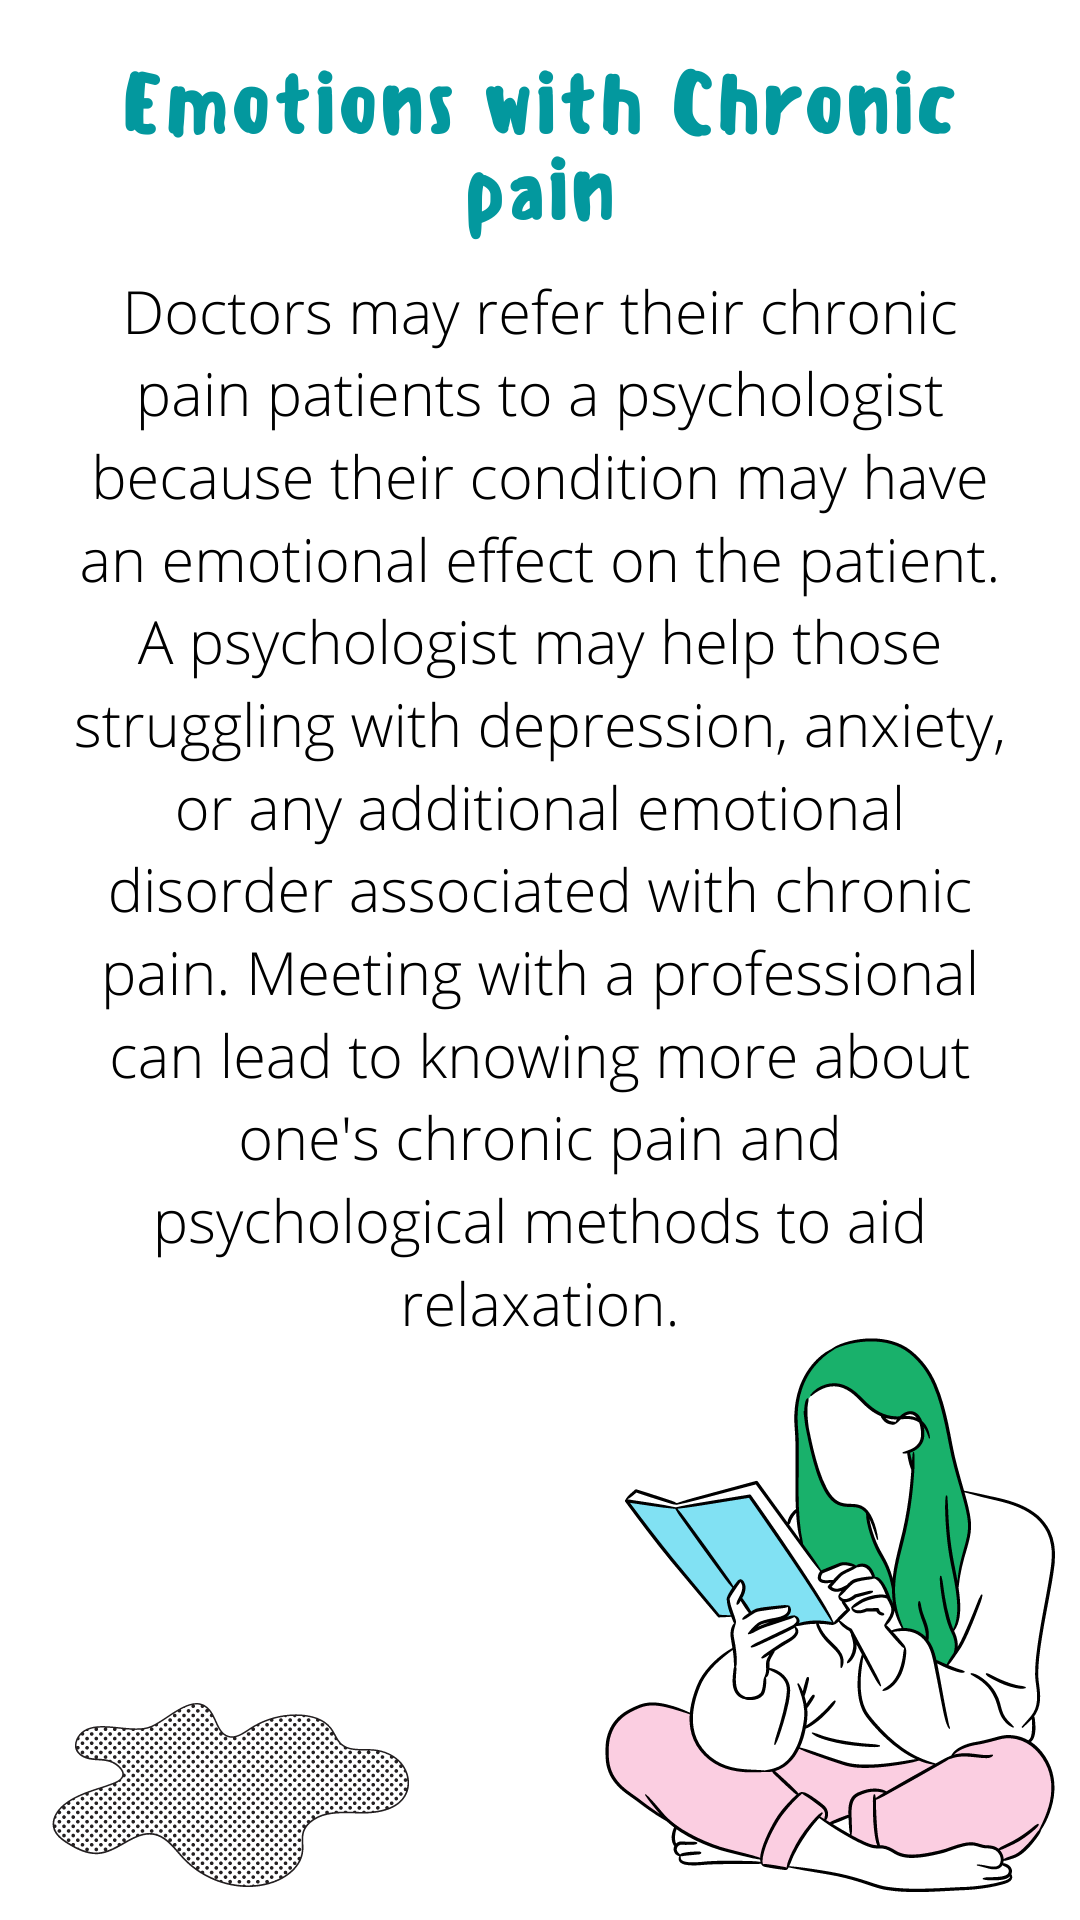 Emotions with Chronic
pain
Doctors may refer their chronic
pain patients to a psychologist
because their condition may have
an emotional effect on the patient.
A psychologist may help those
struggling with depression, anxiety,
or any additional emotional
disorder associated with chronic
pain. Meeting with a professional
can lead to knowing more about
one's chronic pain and
psychological methods to aid
relaxation.